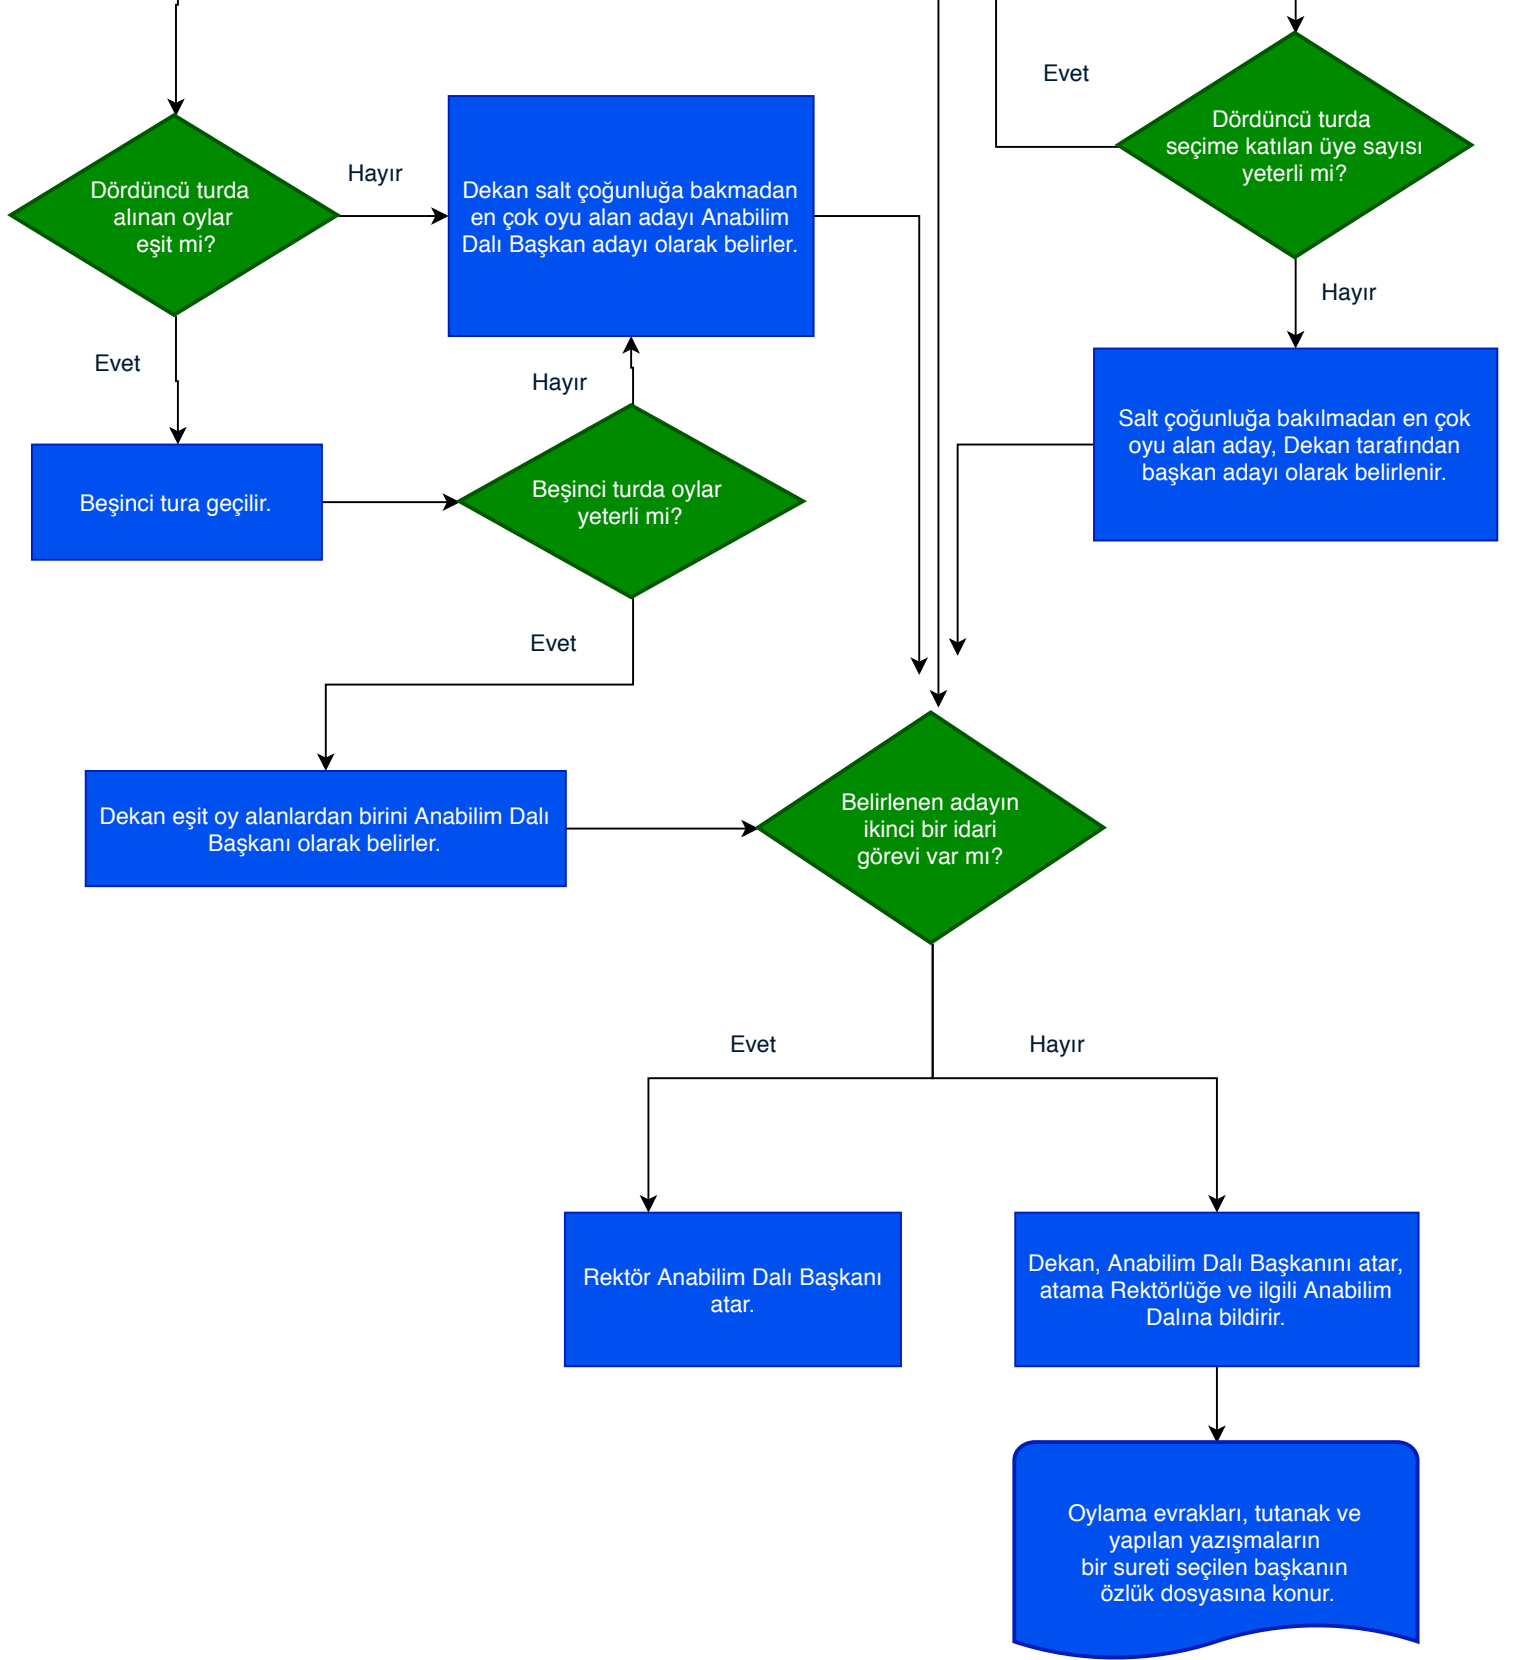 Evet
Dördüncü turda
seçime katılan üye sayısı
yeterli mi?
Hayır
Dördüncü turda
alınan oylar
eşit mi?
Dekan salt çoğunluğa bakmadan
en çok oyu alan adayı Anabilim
Dalı Başkan adayı olarak belirler.
Hayır
Evet
Hayır
Salt çoğunluğa bakılmadan en çok
oyu alan aday, Dekan tarafından
başkan adayı olarak belirlenir.
Beşinci tura geçilir.
Beşinci turda oylar
yeterli mi?
Evet
Dekan eşit oy alanlardan birini Anabilim Dalı
Başkanı olarak belirler.
Belirlenen adayın
ikinci bir idari
görevi var mı?
Evet
Hayır
Rektör Anabilim Dalı Başkanı
atar.
Dekan, Anabilim Dalı Başkanını atar,
atama Rektörlüğe ve ilgili Anabilim
Dalına bildirir.
Oylama evrakları, tutanak ve
yapılan yazışmaların
bir sureti seçilen başkanın
özlük dosyasına konur.